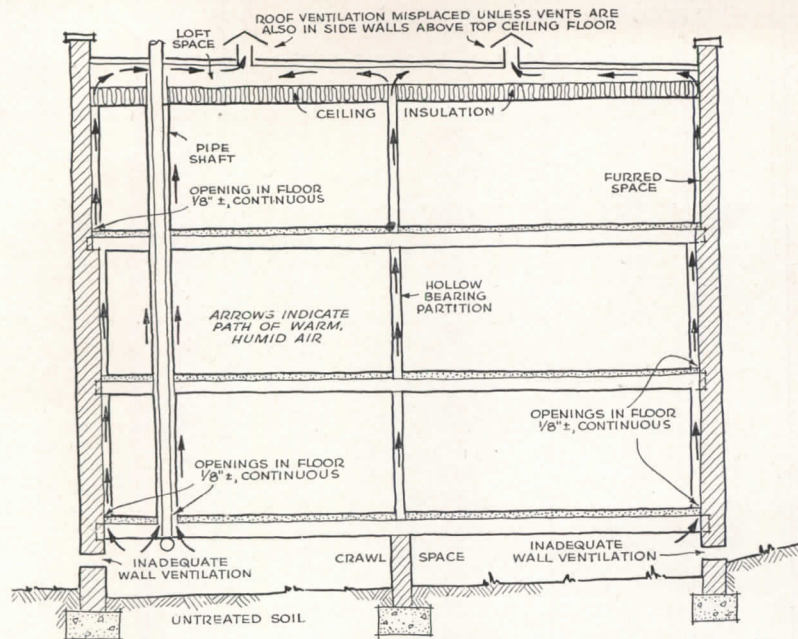 ROOF VENTILATION MISPLACED UNLESS VENTS ARE
ALSO IN SIDE WALLS ABOVE TOP CEILING FLOOR
LOFT
SPACE
CEILING
INSULATION
PIPE
SHAFT
FURRED
SPACE
OPENING IN FLOOR
1/8" ±, CONTINUOUS
HOLLOW
BEARING
PARTITION
ARROWS INDICATE
PATH OF WARM,
HUMID AIR
OPENINGS IN FLOOR
1/8" ±, CONTINUOUS
OPENINGS IN FLOOR
1/8" ±, CONTINUOUS
INADEQUATE
WALL VENTILATION
CRAWL SPACE
INADEQUATE
WALL VENTILATION
UNTREATED SOIL